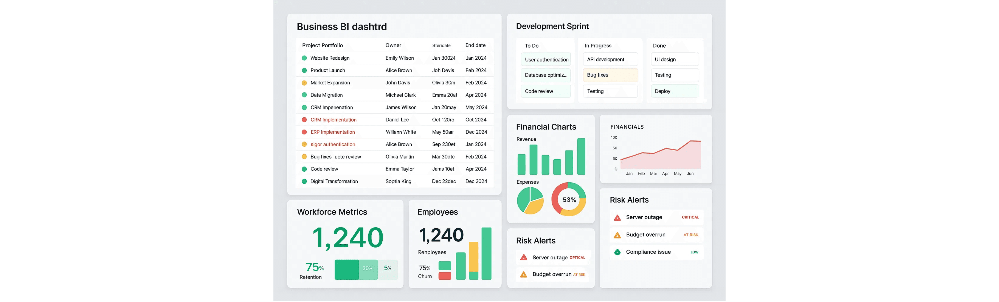 Business BI dashtrd
Project Portfolio Owner Steridate End date
Website Redesign Emily Wilson Jan 30024 Jan 2024
Product Launch Alice Brown Joh Devis Feb 2024
Market Expansion John Davis Olivia 30m Feb 2024
Data Migration Michael Clark Emma 20at Apr 2024
CRM Impenenation James Wilson Jan 20may May 2024
CRM Implementation Daniel Lee Oct 120rc Oct 2024
ERP Implementation Willann White May 50arr Dec 2024
sigor authentication Alice Brown Sep 230et Jan 2024
Bug fixes ucte review Olivia Martin Mar 30dtc Feb 2024
Code review Emma Taylor Jams 10et Apr 2024
Digital Transformation Soptla King Dec 22dec Dec 2024
Development Sprint
To Do
User authentication
Database optimiz...
Code review
In Progress
API development
Bug fixes
Testing
Done
UI design
Testing
Deploy
Workforce Metrics
1,240
75%
Retention
20%
5%
Employees
1,240
Renployees
75%
Churn
Financial Charts
Revenue
Expenses
53%
FINANCIALS
100
50
60
0
Jan Feb Mar Apr May Jun
Risk Alerts
Server outage OPTICAL
Budget overrun AT RSK
Risk Alerts
Server outage CRITICAL
Budget overrun AT RISK
Compliance issue LOW